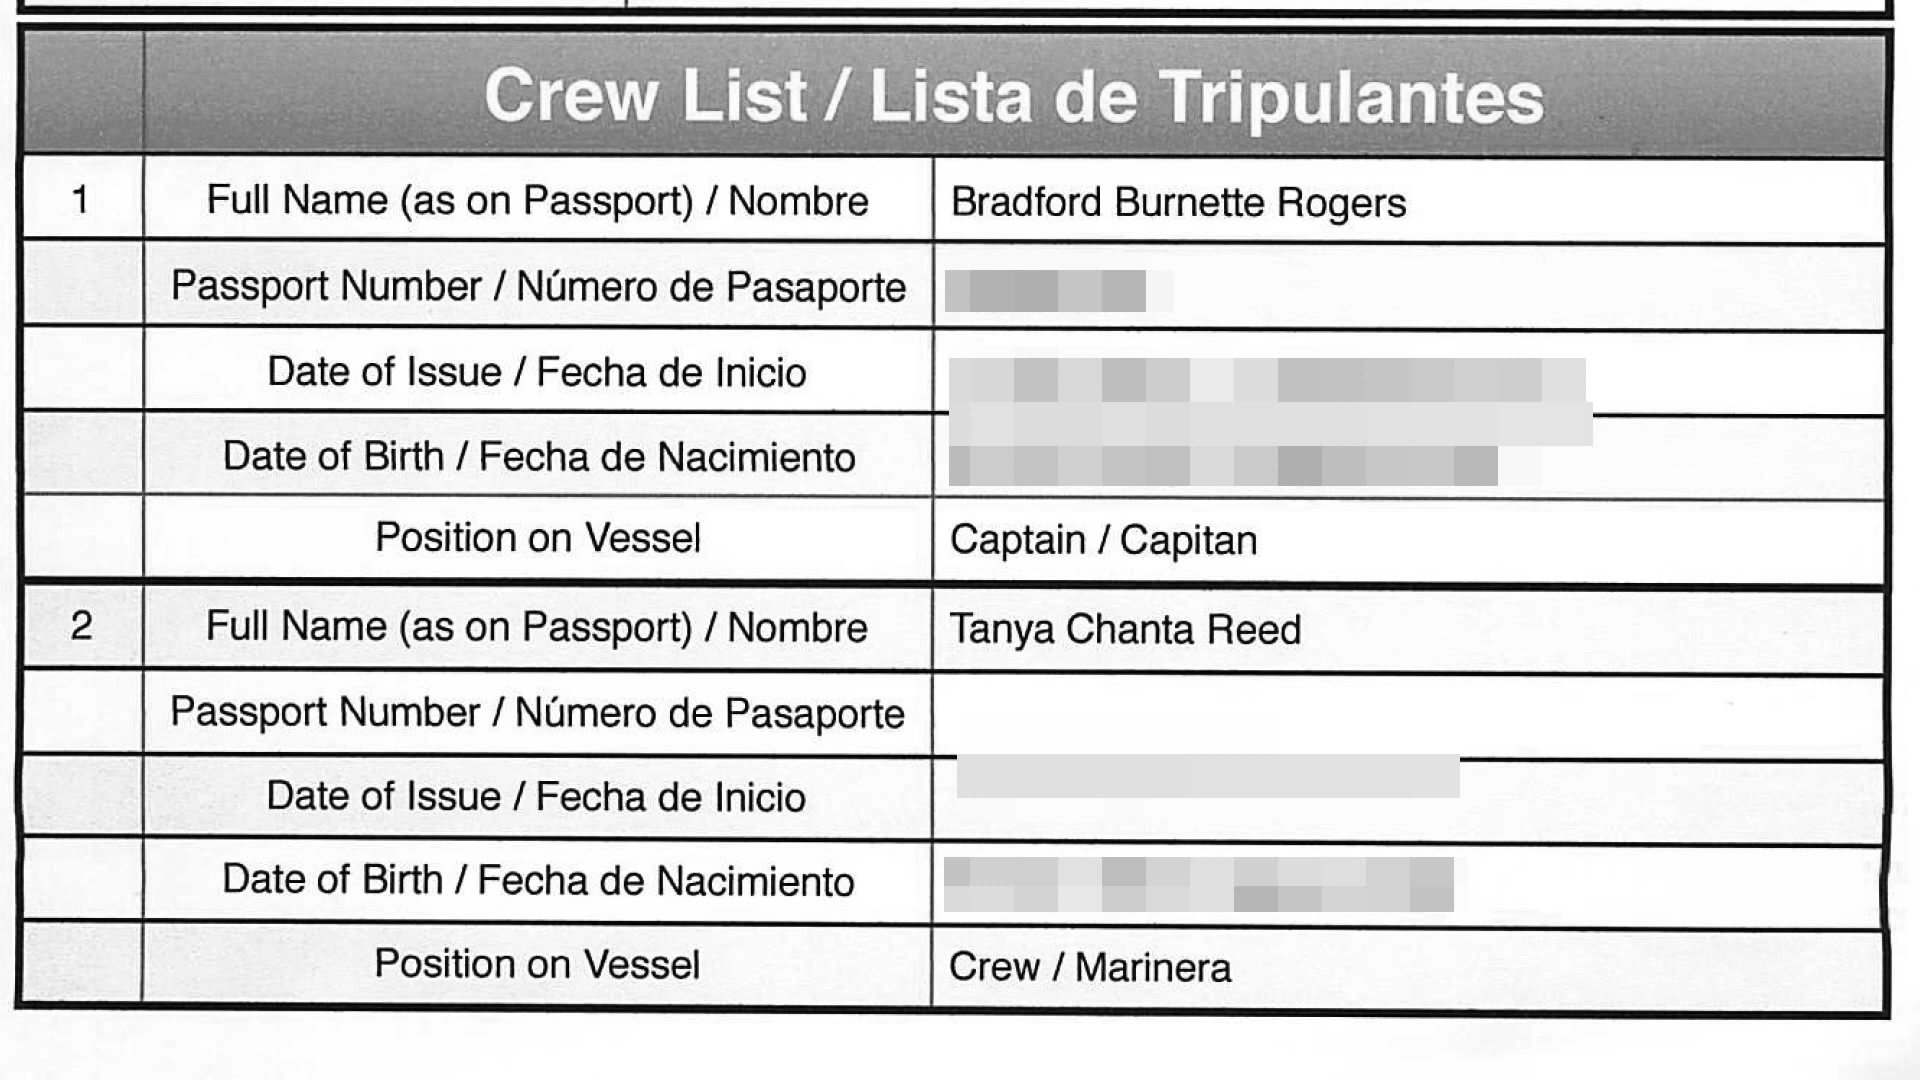 Crew List / Lista de Tripulantes
1 Full Name (as on Passport) / Nombre Bradford Burnette Rogers
Passport Number / Número de Pasaporte
Date of Issue / Fecha de Inicio
Date of Birth / Fecha de Nacimiento
Position on Vessel Captain / Capitan
2 Full Name (as on Passport) / Nombre Tanya Chanta Reed
Passport Number / Número de Pasaporte
Date of Issue / Fecha de Inicio
Date of Birth / Fecha de Nacimiento
Position on Vessel Crew / Marinera